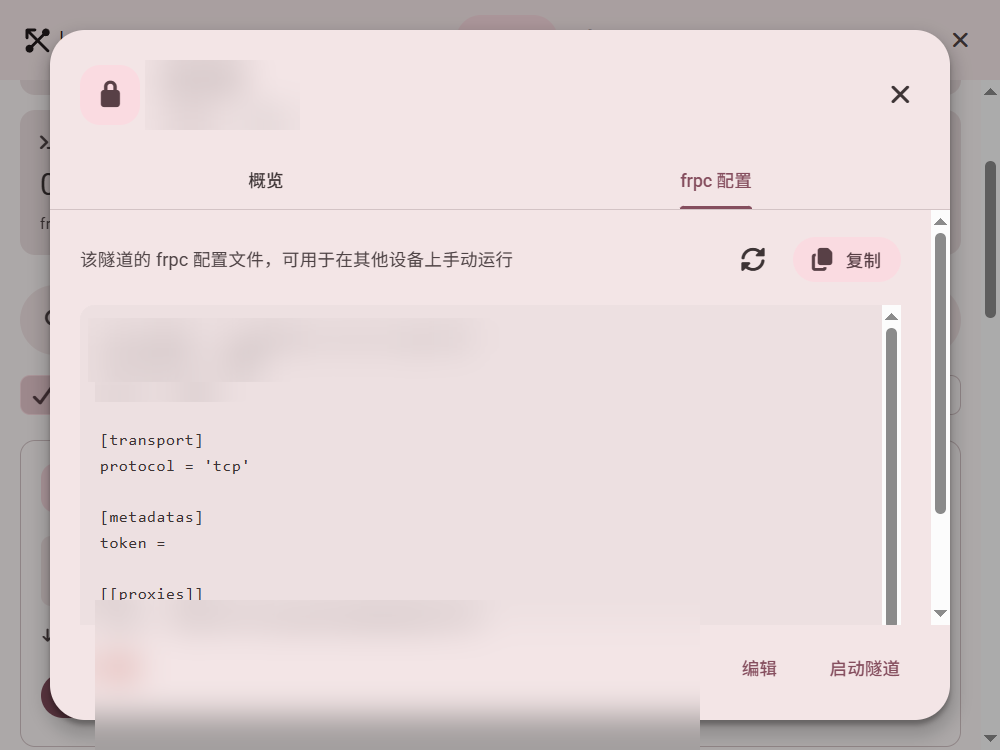 概览
frpc 配置
该隧道的 frpc 配置文件，可用于在其他设备上手动运行
复制
[transport]
protocol = 'tcp'
[metadatas]
token =
[[proxies]]
编辑
启动隧道